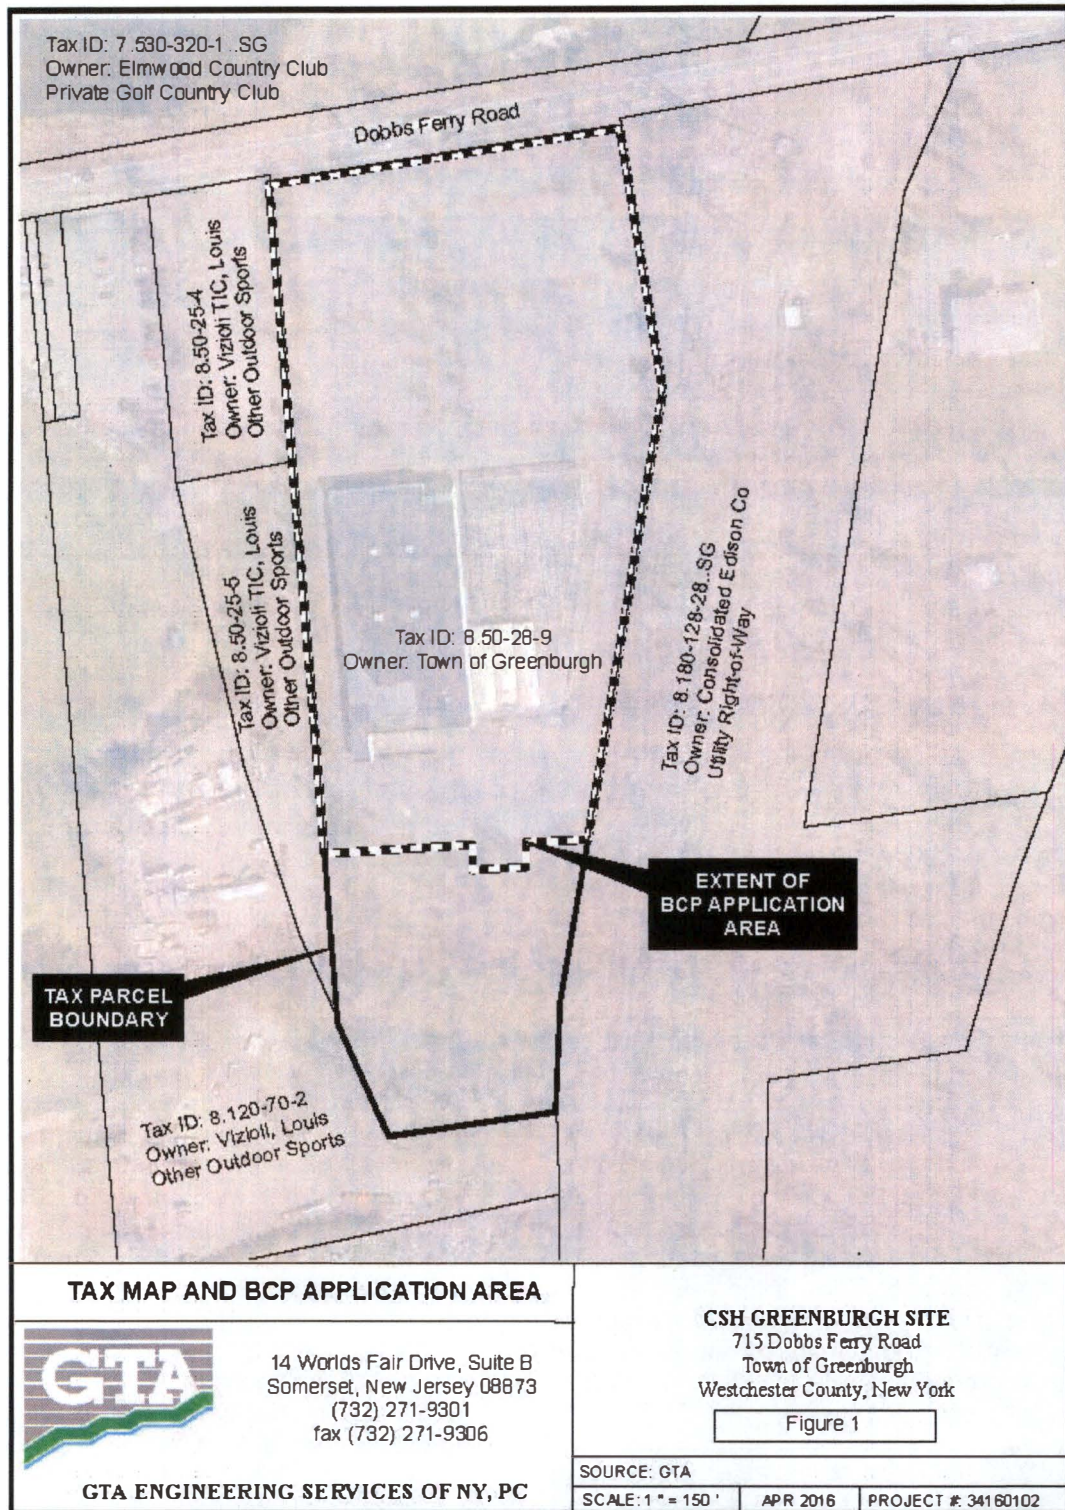 Tax ID: 7.530-320-1..SG
Owner: Elmwood Country Club
Private Golf Country Club
Dobbs Ferry Road
Tax ID: 8.50-25-4
Owner: Vizioli TIC, Louis
Other Outdoor Sports
Tax ID: 8.50-25-5
Owner: Vizioli TIC, Louis
Other Outdoor Sports
Tax ID: 8.50-28-9
Owner: Town of Greenburgh
Tax ID: 8.180-128-28..SG
Owner: Consolidated Edison Co
Utility Right-of-Way
EXTENT OF
BCP APPLICATION
AREA
TAX PARCEL
BOUNDARY
Tax ID: 8.120-70-2
Owner: Vizioli, Louis
Other Outdoor Sports
TAX MAP AND BCP APPLICATION AREA
GTA
14 Worlds Fair Drive, Suite B
Somerset, New Jersey 08873
(732) 271-9301
fax (732) 271-9306
GTA ENGINEERING SERVICES OF NY, PC
CSH GREENBURGH SITE
715 Dobbs Ferry Road
Town of Greenburgh
Westchester County, New York
Figure 1
SOURCE: GTA
SCALE: 1 " = 150 '
APR 2016
PROJECT #: 34160102